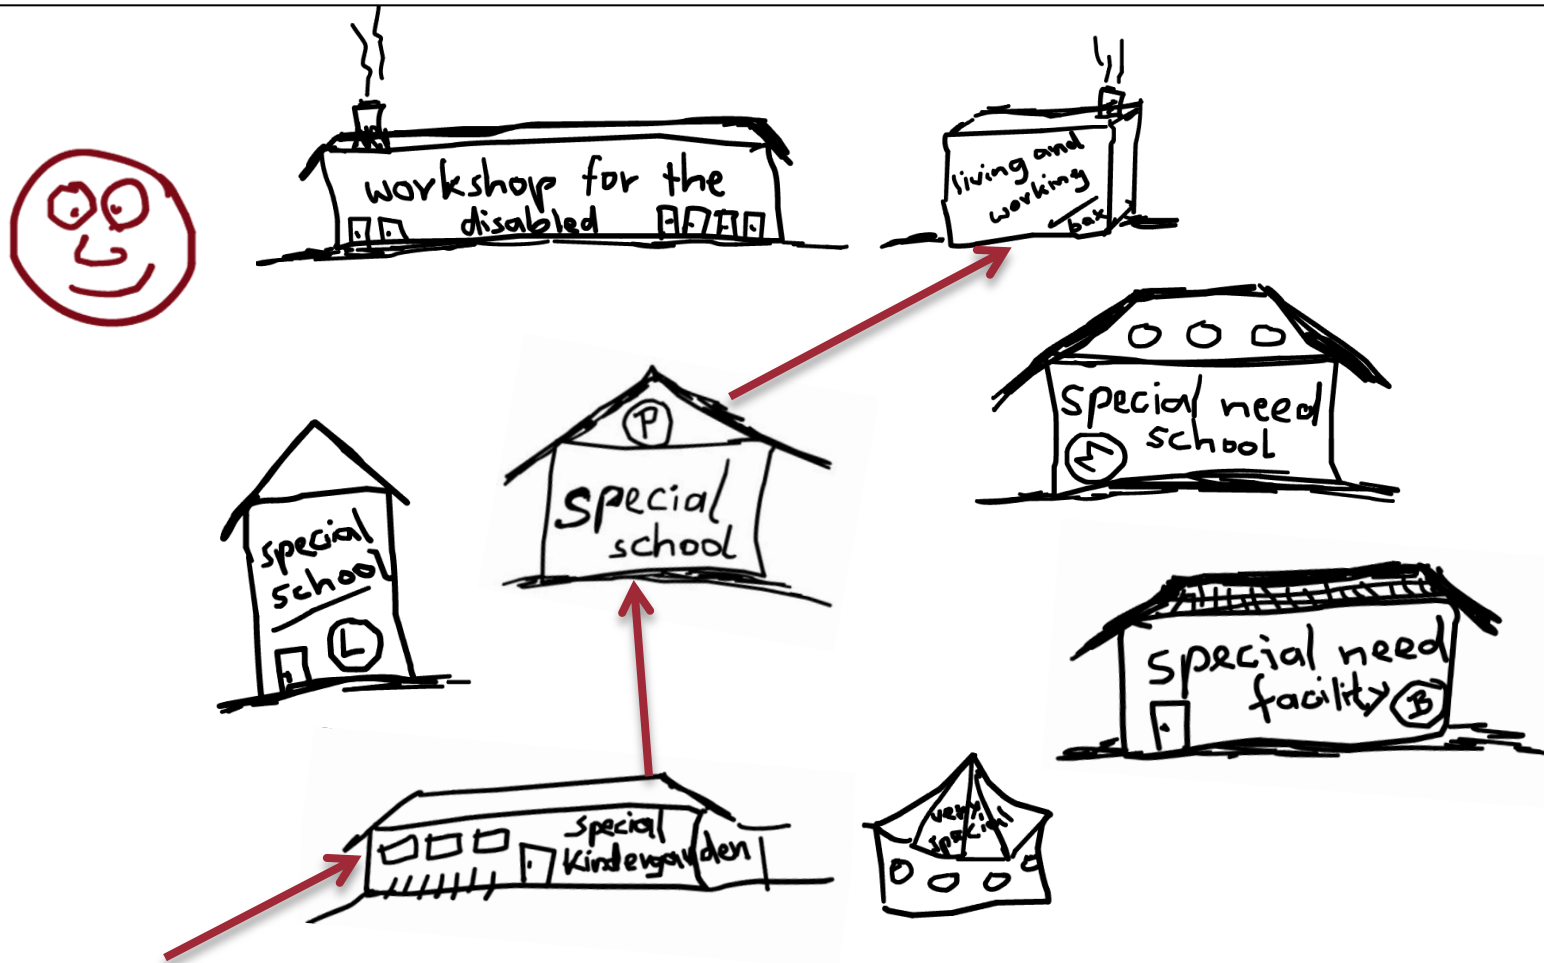 workshop for the
disabled
living and
working
box
P
special
school
special need
school
special
school
L
special need
facility B
special
Kindergarden
very
special